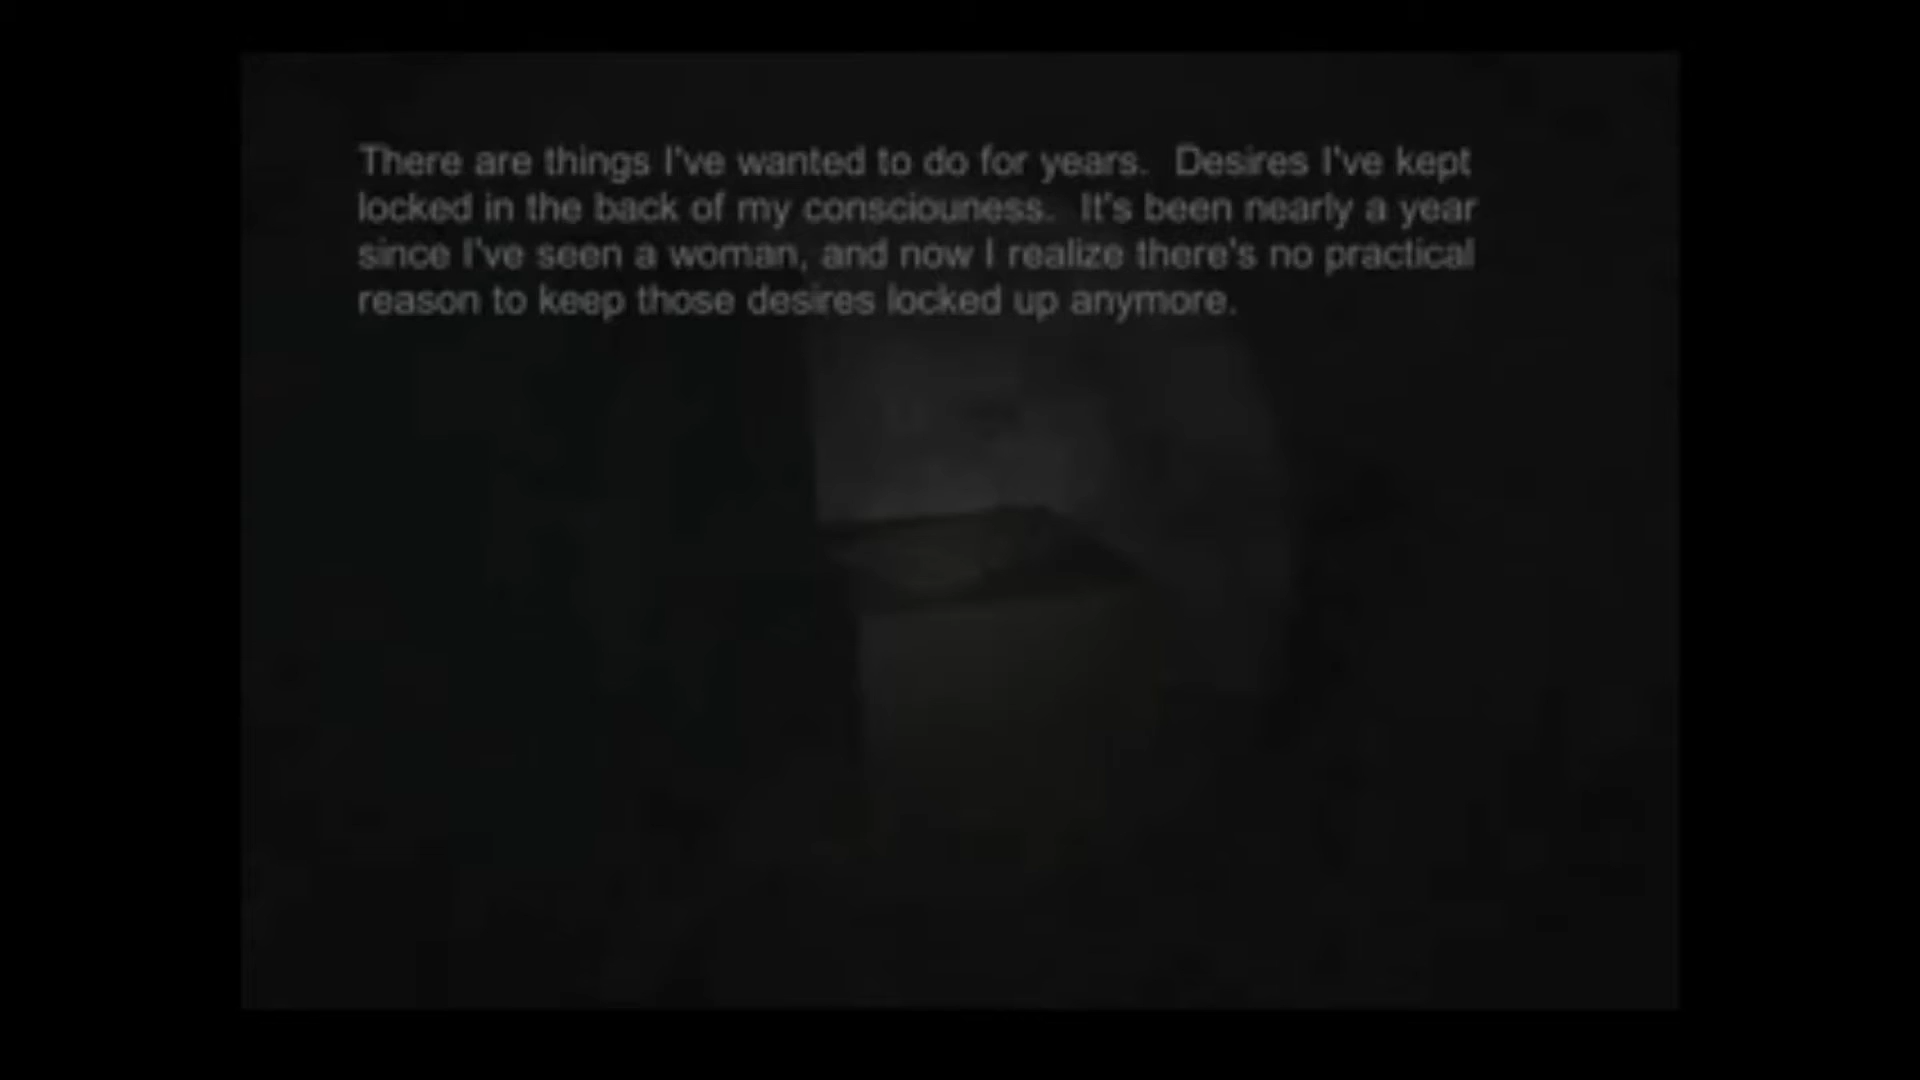 There are things I've wanted to do for years.  Desires I've kept
locked in the back of my consciouness.  It's been nearly a year
since I've seen a woman, and now I realize there's no practical
reason to keep those desires locked up anymore.